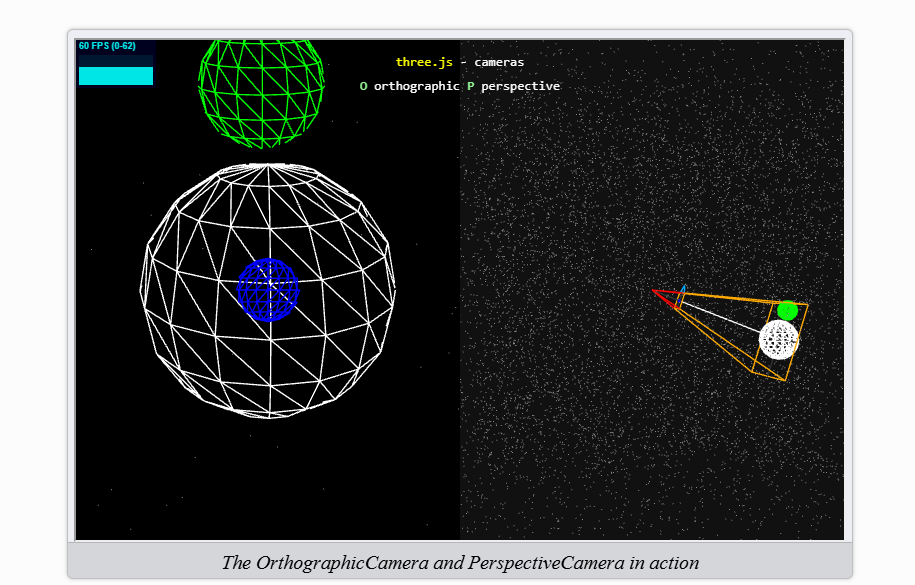 60 FPS (0-62)
three.js - cameras
O orthographic P perspective
The OrthographicCamera and PerspectiveCamera in action